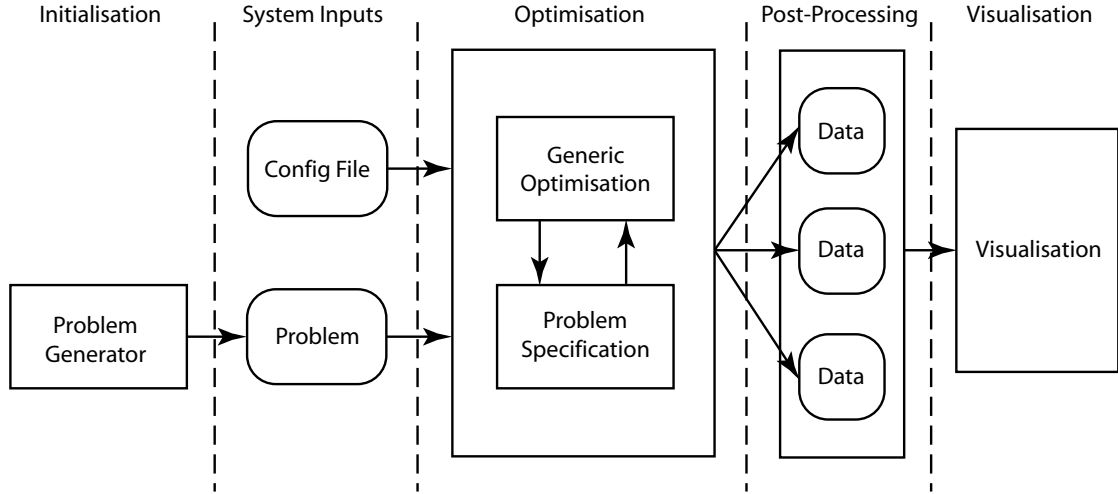 Initialisation
System Inputs
Optimisation
Post-Processing
Visualisation
Config File
Generic
Optimisation
Data
Data
Visualisation
Problem
Generator
Problem
Problem
Specification
Data